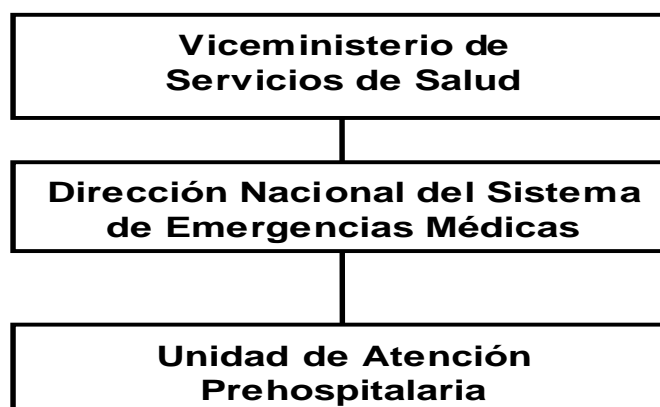 Viceministerio de
Servicios de Salud
Dirección Nacional del Sistema
de Emergencias Médicas
Unidad de Atención
Prehospitalaria